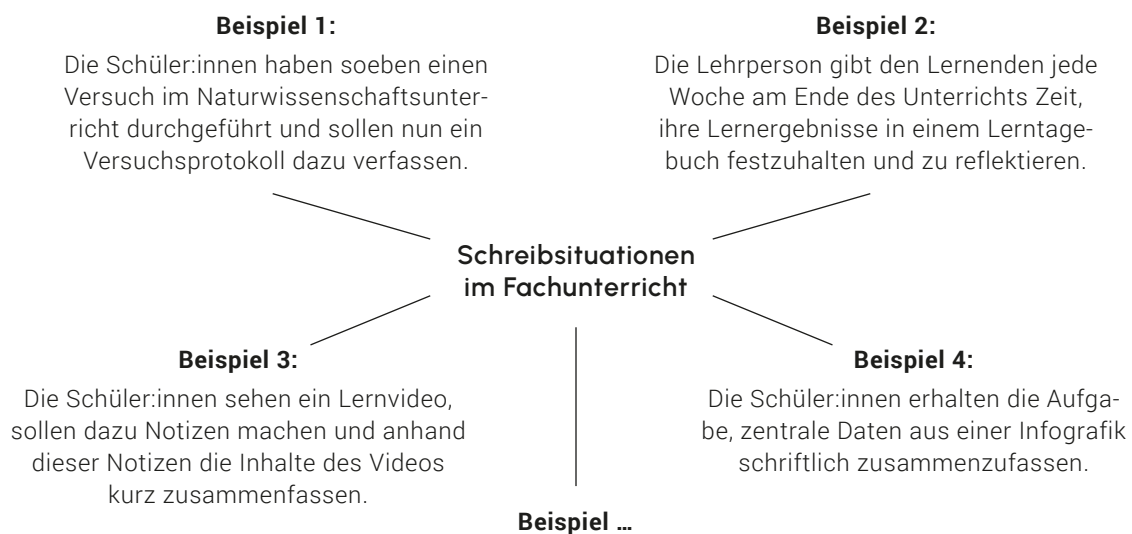 Beispiel 1:
Die Schüler:innen haben soeben einen
Versuch im Naturwissenschaftsunter-
richt durchgeführt und sollen nun ein
Versuchsprotokoll dazu verfassen.
Beispiel 2:
Die Lehrperson gibt den Lernenden jede
Woche am Ende des Unterrichts Zeit,
ihre Lernergebnisse in einem Lerntage-
buch festzuhalten und zu reflektieren.
Schreibsituationen
im Fachunterricht
Beispiel 3:
Die Schüler:innen sehen ein Lernvideo,
sollen dazu Notizen machen und anhand
dieser Notizen die Inhalte des Videos
kurz zusammenfassen.
Beispiel 4:
Die Schüler:innen erhalten die Aufga-
be, zentrale Daten aus einer Infografik
schriftlich zusammenzufassen.
Beispiel …